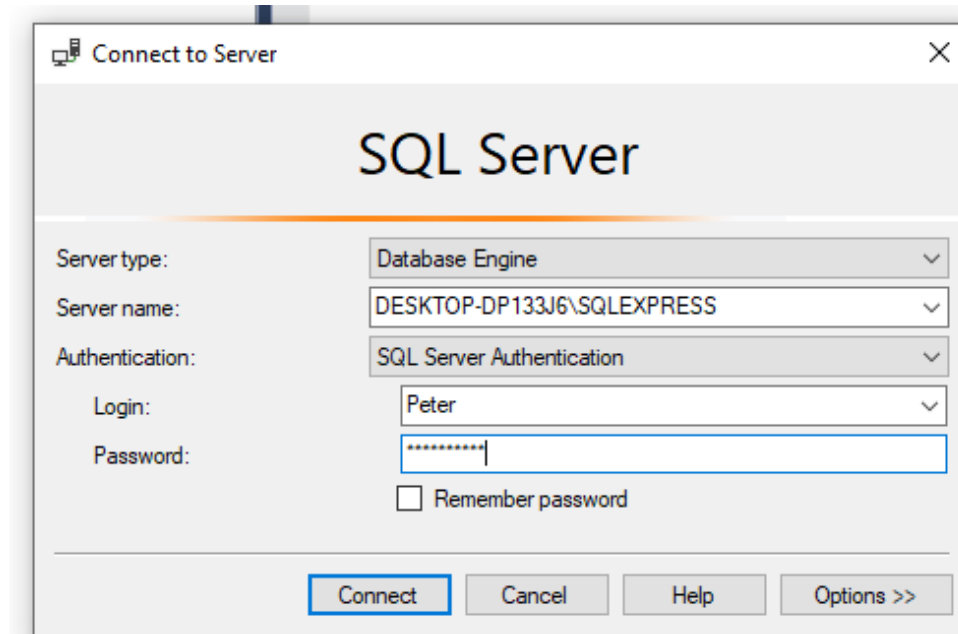 Connect to Server
SQL Server
Server type: Database Engine
Server name: DESKTOP-DP133J6\SQLEXPRESS
Authentication: SQL Server Authentication
Login: Peter
Password: **********
Remember password
Connect Cancel Help Options >>